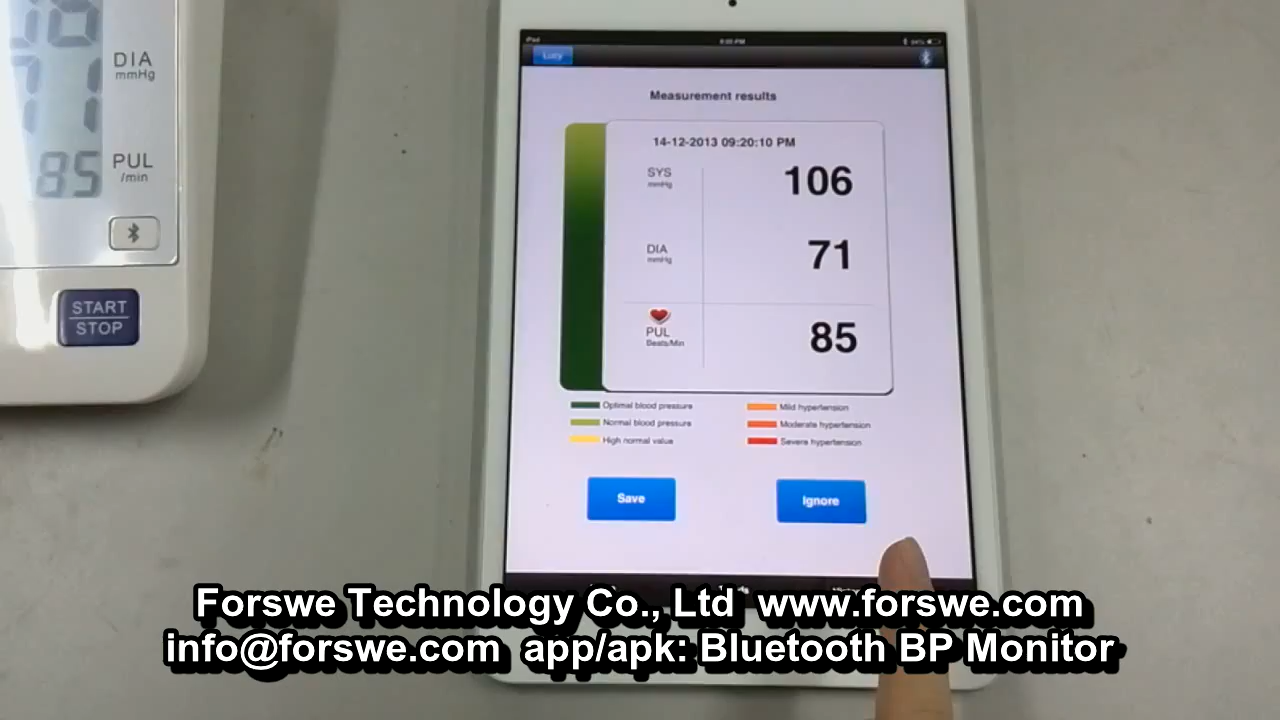 DIA
mmHg
71
85
PUL
/min
START
STOP
iPad
Lucy
Measurement results
14-12-2013 09:20:10 PM
SYS
mmHg
106
DIA
mmHg
71
PUL
Beats/Min
85
Optimal blood pressure
Normal blood pressure
High normal value
Mild hypertension
Moderate hypertension
Severe hypertension
Save
Ignore
Forswe Technology Co., Ltd www.forswe.com
info@forswe.com app/apk: Bluetooth BP Monitor